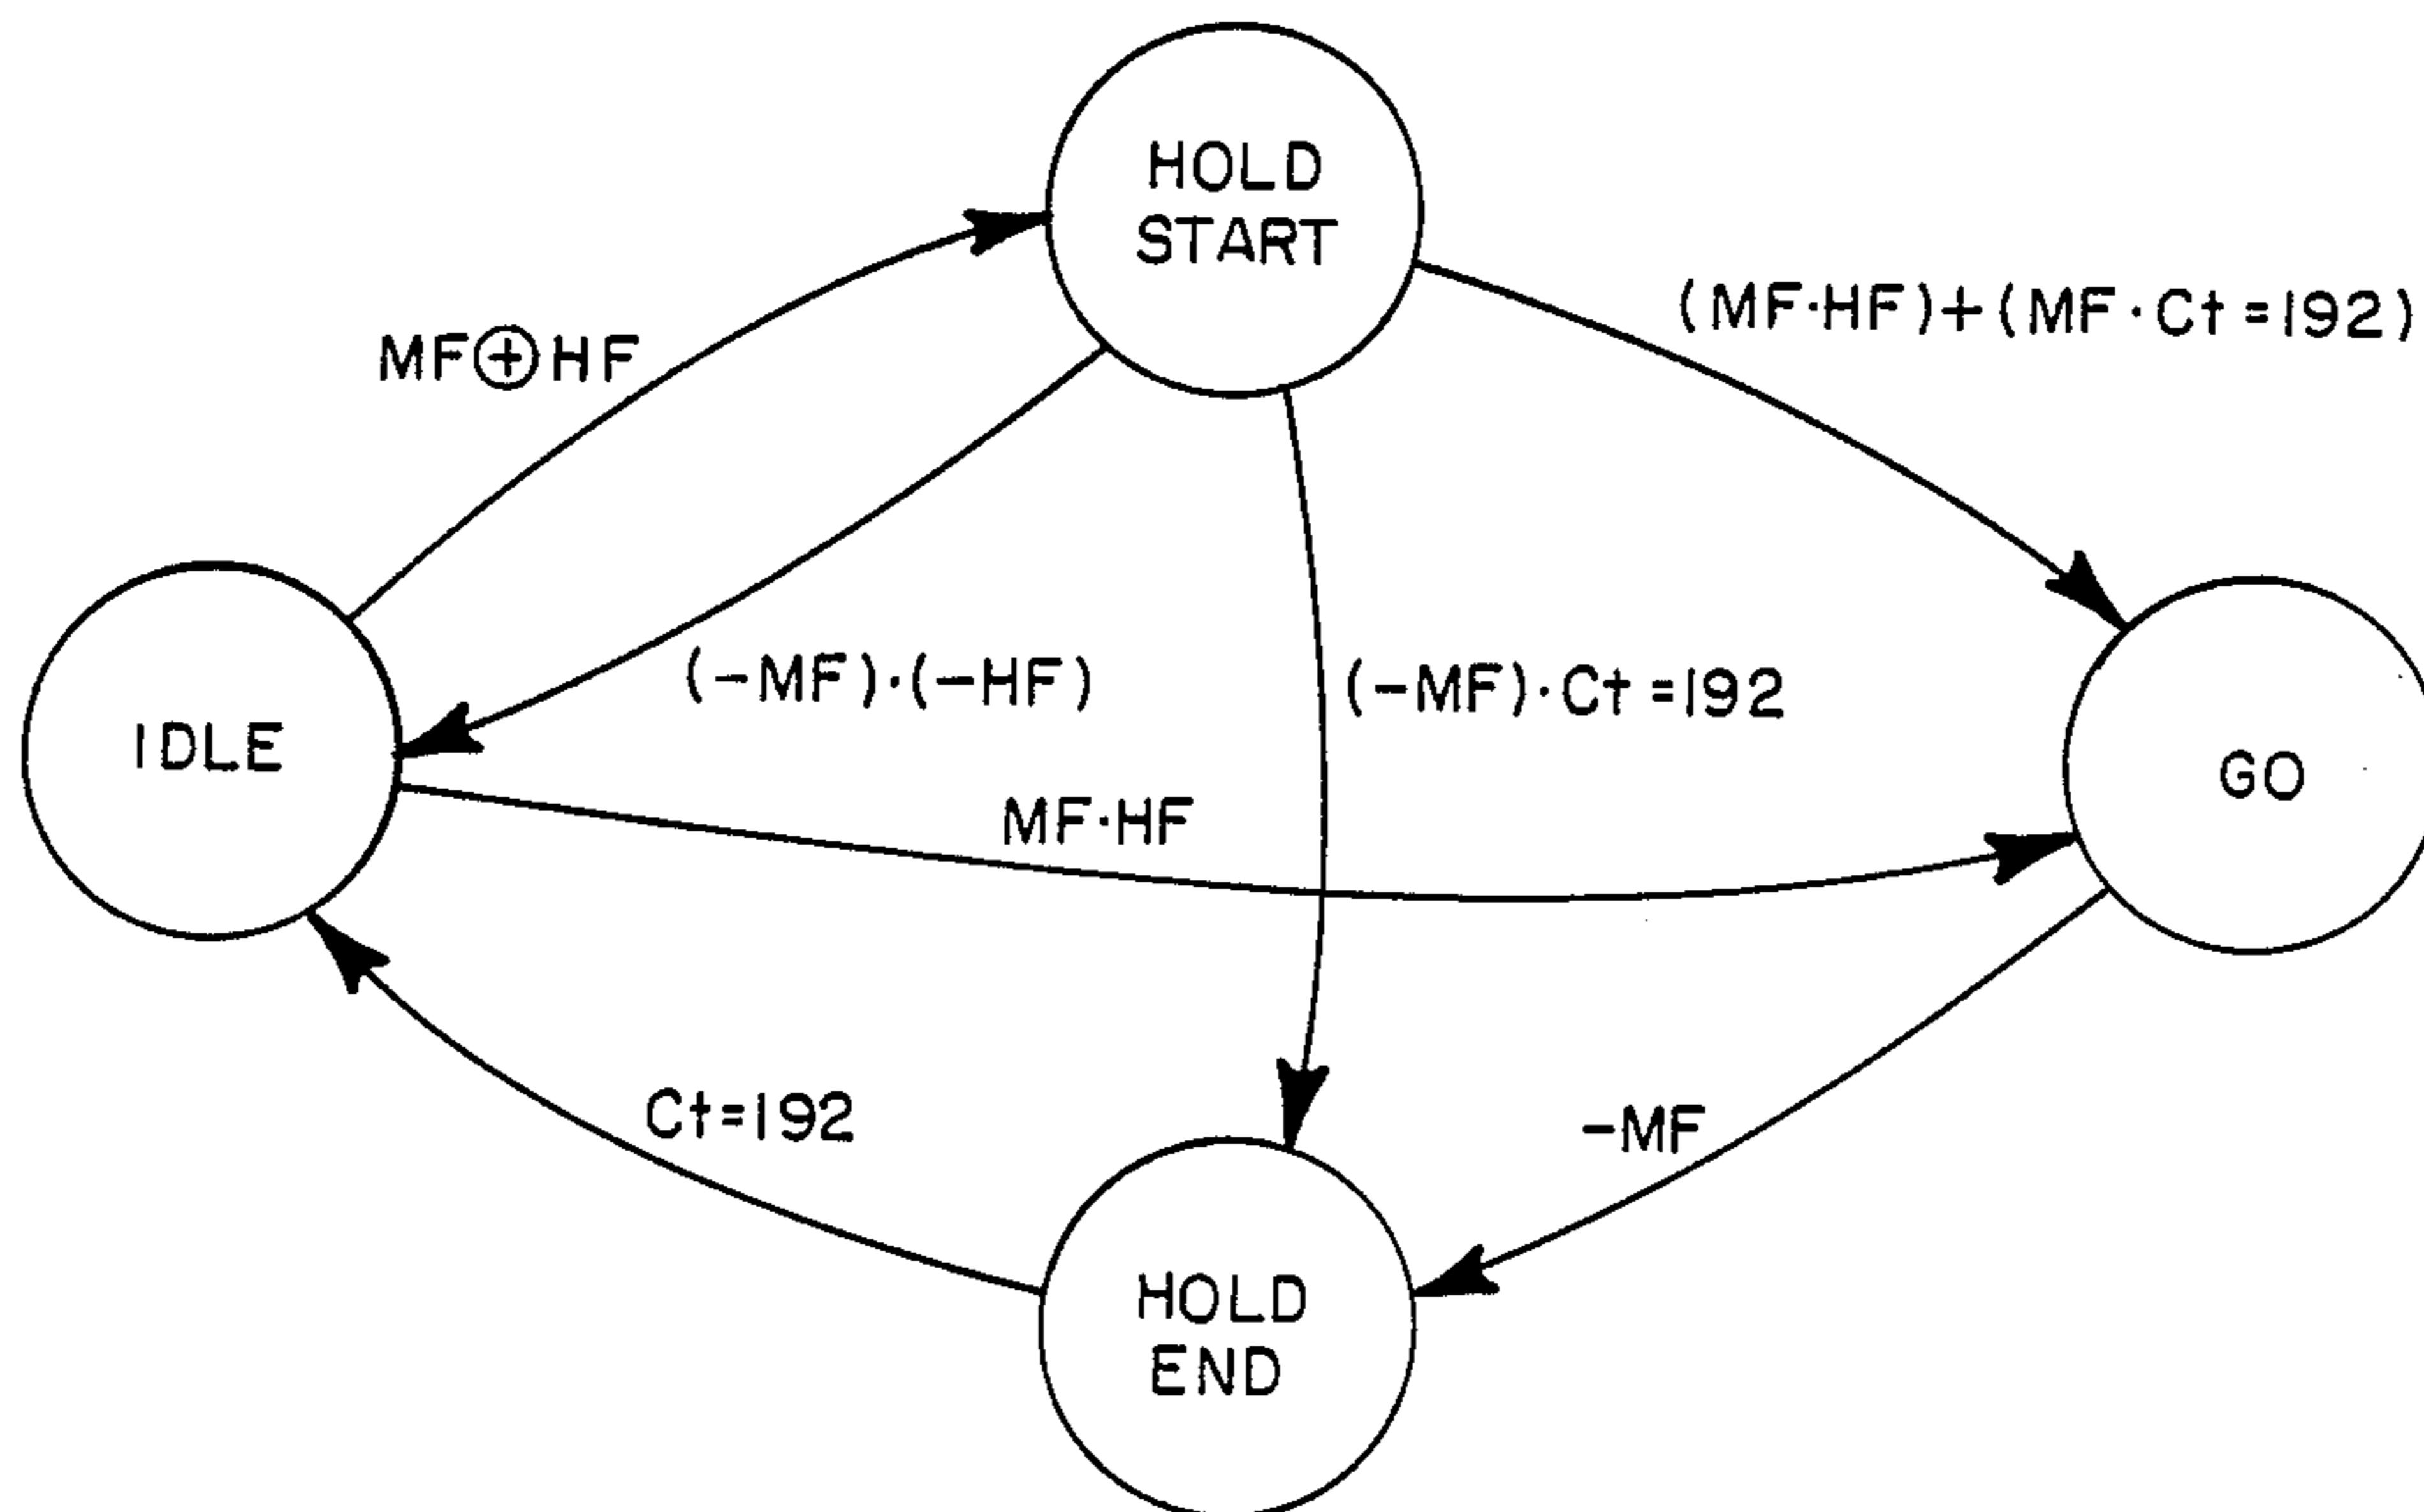 HOLD
START
(MF·HF)+(MF·Ct=192)
MF⊕HF
(-MF)·(-HF)
(-MF)·Ct=192
IDLE
MF·HF
GO
Ct=192
-MF
HOLD
END